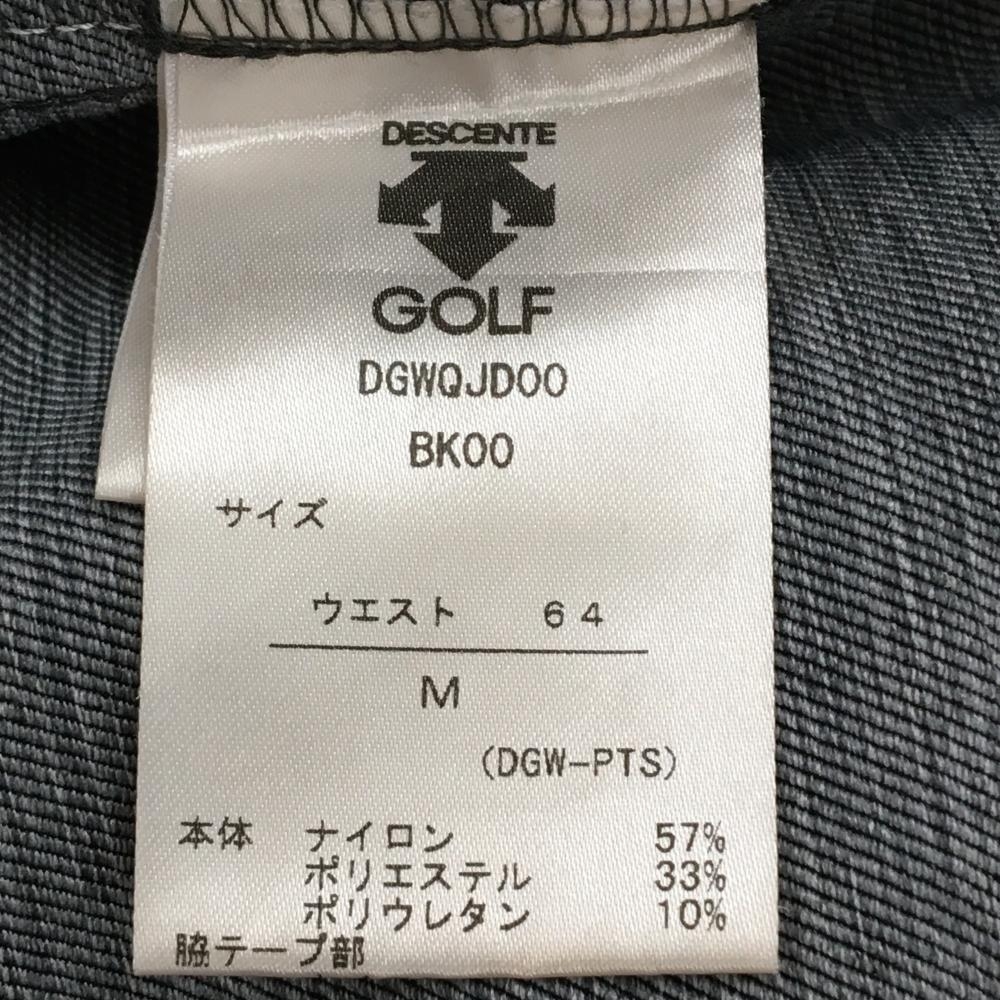 DESCENTE
GOLF
DGWQJD00
BK00
サイズ
ウエスト 64
M
(DGW-PTS)
本体 ナイロン 57%
ポリエステル 33%
ポリウレタン 10%
脇テープ部